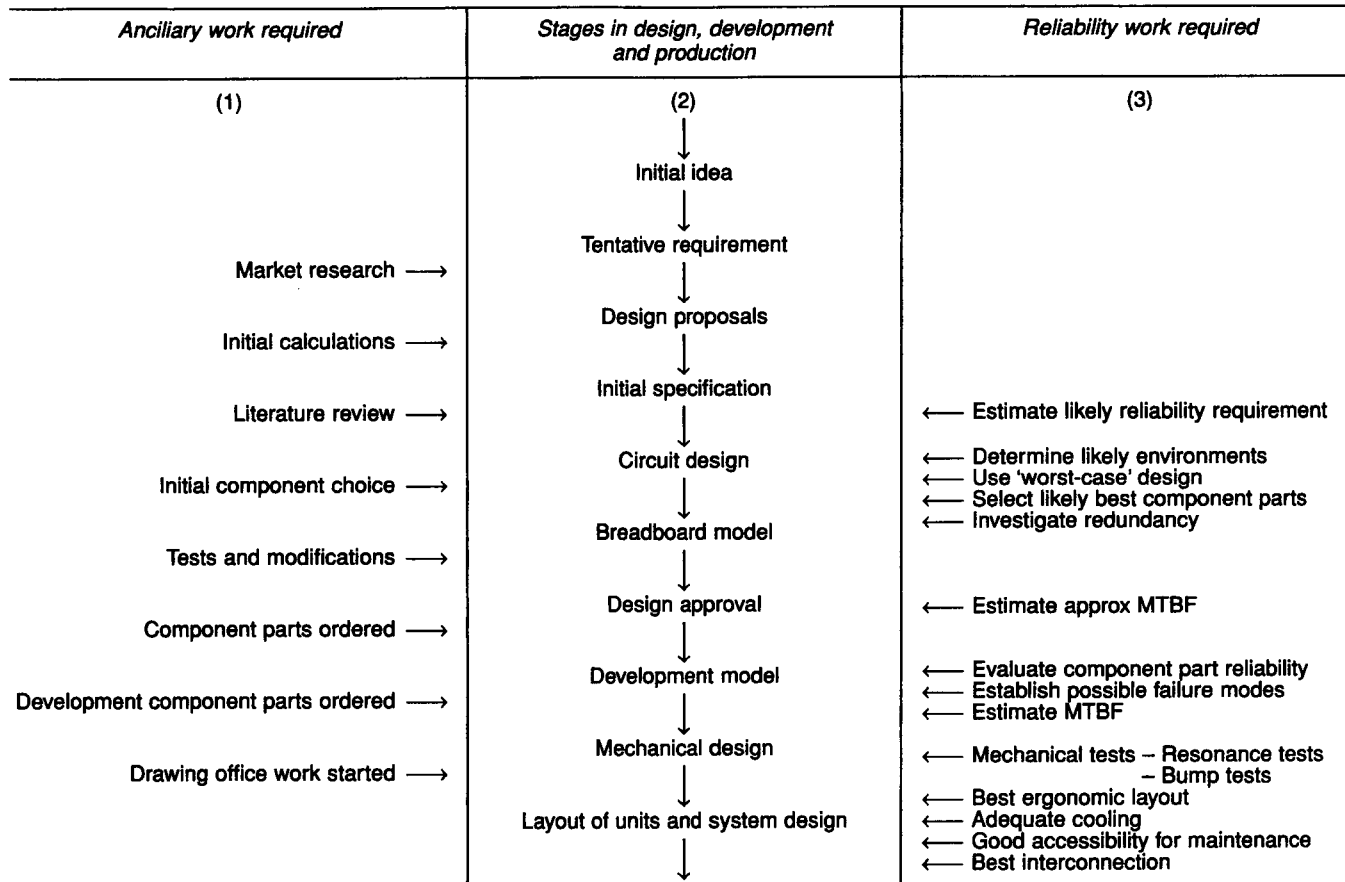 Ancillary work required
Stages in design, development
and production
Reliability work required
(1)
(2)
(3)
Initial idea
Tentative requirement
Market research →
Design proposals
Initial calculations →
Initial specification
Literature review →
← Estimate likely reliability requirement
Circuit design
← Determine likely environments
← Use 'worst-case' design
Initial component choice →
← Select likely best component parts
← Investigate redundancy
Breadboard model
Tests and modifications →
Design approval
← Estimate approx MTBF
Component parts ordered →
Development model
← Evaluate component part reliability
← Establish possible failure modes
Development component parts ordered →
← Estimate MTBF
Mechanical design
← Mechanical tests – Resonance tests
– Bump tests
Drawing office work started →
← Best ergonomic layout
Layout of units and system design
← Adequate cooling
← Good accessibility for maintenance
← Best interconnection